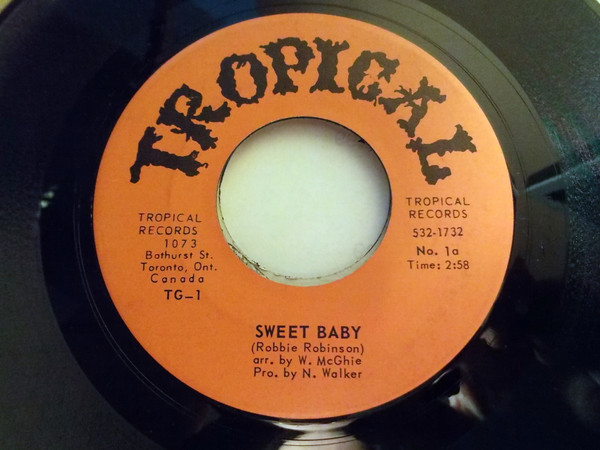 TROPICAL
TROPICAL
RECORDS
1073
Bathurst St.
Toronto, Ont.
Canada
TG-1
TROPICAL
RECORDS
532-1732
No. 1a
Time: 2:58
SWEET BABY
(Robbie Robinson)
arr. by W. McGhie
Pro. by N. Walker